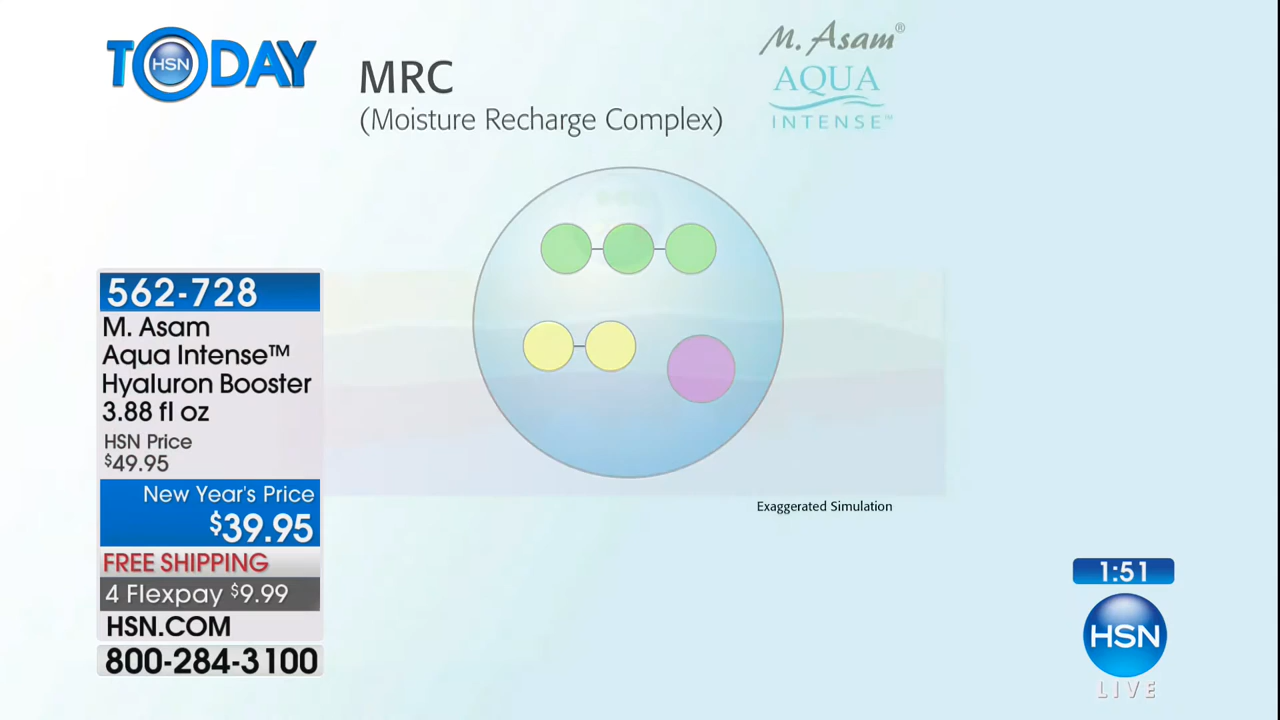 TODAY
HSN
MRC
(Moisture Recharge Complex)
M. Asam®
AQUA
INTENSE™
562-728
M. Asam
Aqua Intense™
Hyaluron Booster
3.88 fl oz
HSN Price
$49.95
New Year's Price
$39.95
FREE SHIPPING
4 Flexpay $9.99
HSN.COM
800-284-3100
Exaggerated Simulation
1:51
HSN
LIVE